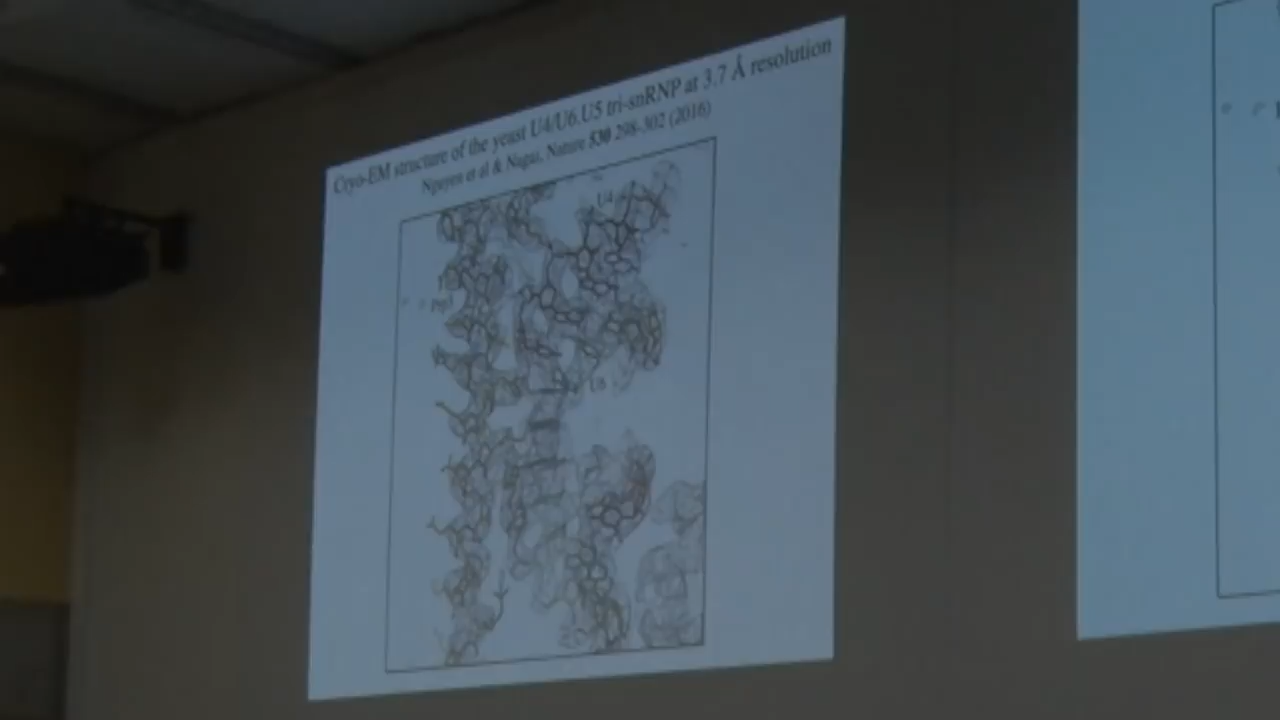 Cryo-EM structure of the yeast U4/U6.U5 tri-snRNP at 3.7 Å resolution
Nguyen et al & Nagai, Nature 530 298-302 (2016)
U4
U6